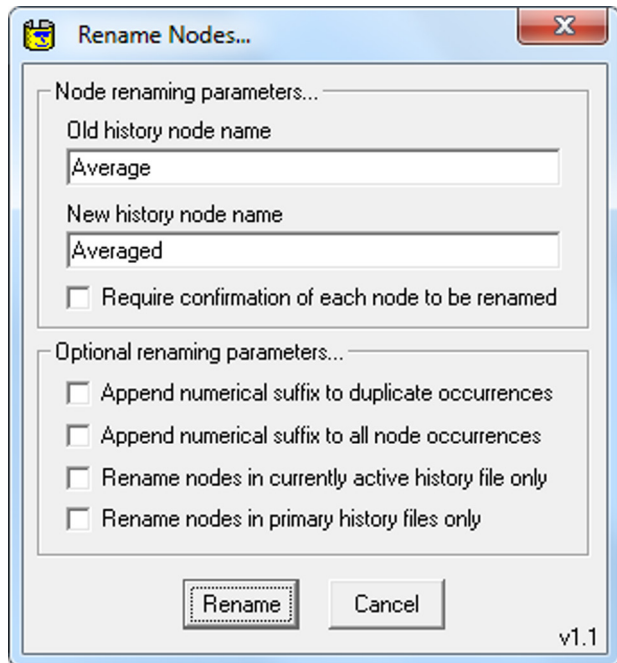 Rename Nodes...
Node renaming parameters...
Old history node name
Average
New history node name
Averaged
Require confirmation of each node to be renamed
Optional renaming parameters...
Append numerical suffix to duplicate occurrences
Append numerical suffix to all node occurrences
Rename nodes in currently active history file only
Rename nodes in primary history files only
Rename Cancel
v1.1